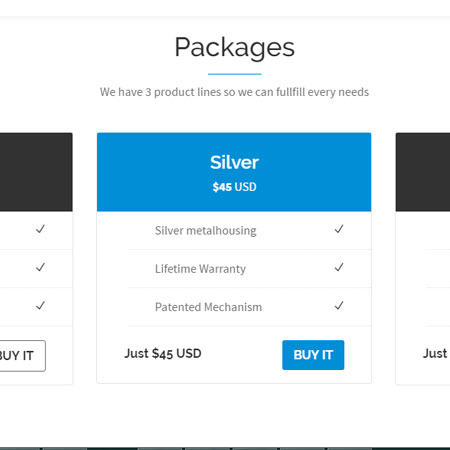 Packages
We have 3 product lines so we can fullfill every needs
Silver
$45 USD
Silver metalhousing
Lifetime Warranty
Patented Mechanism
BUY IT
Just $45 USD
BUY IT
Just